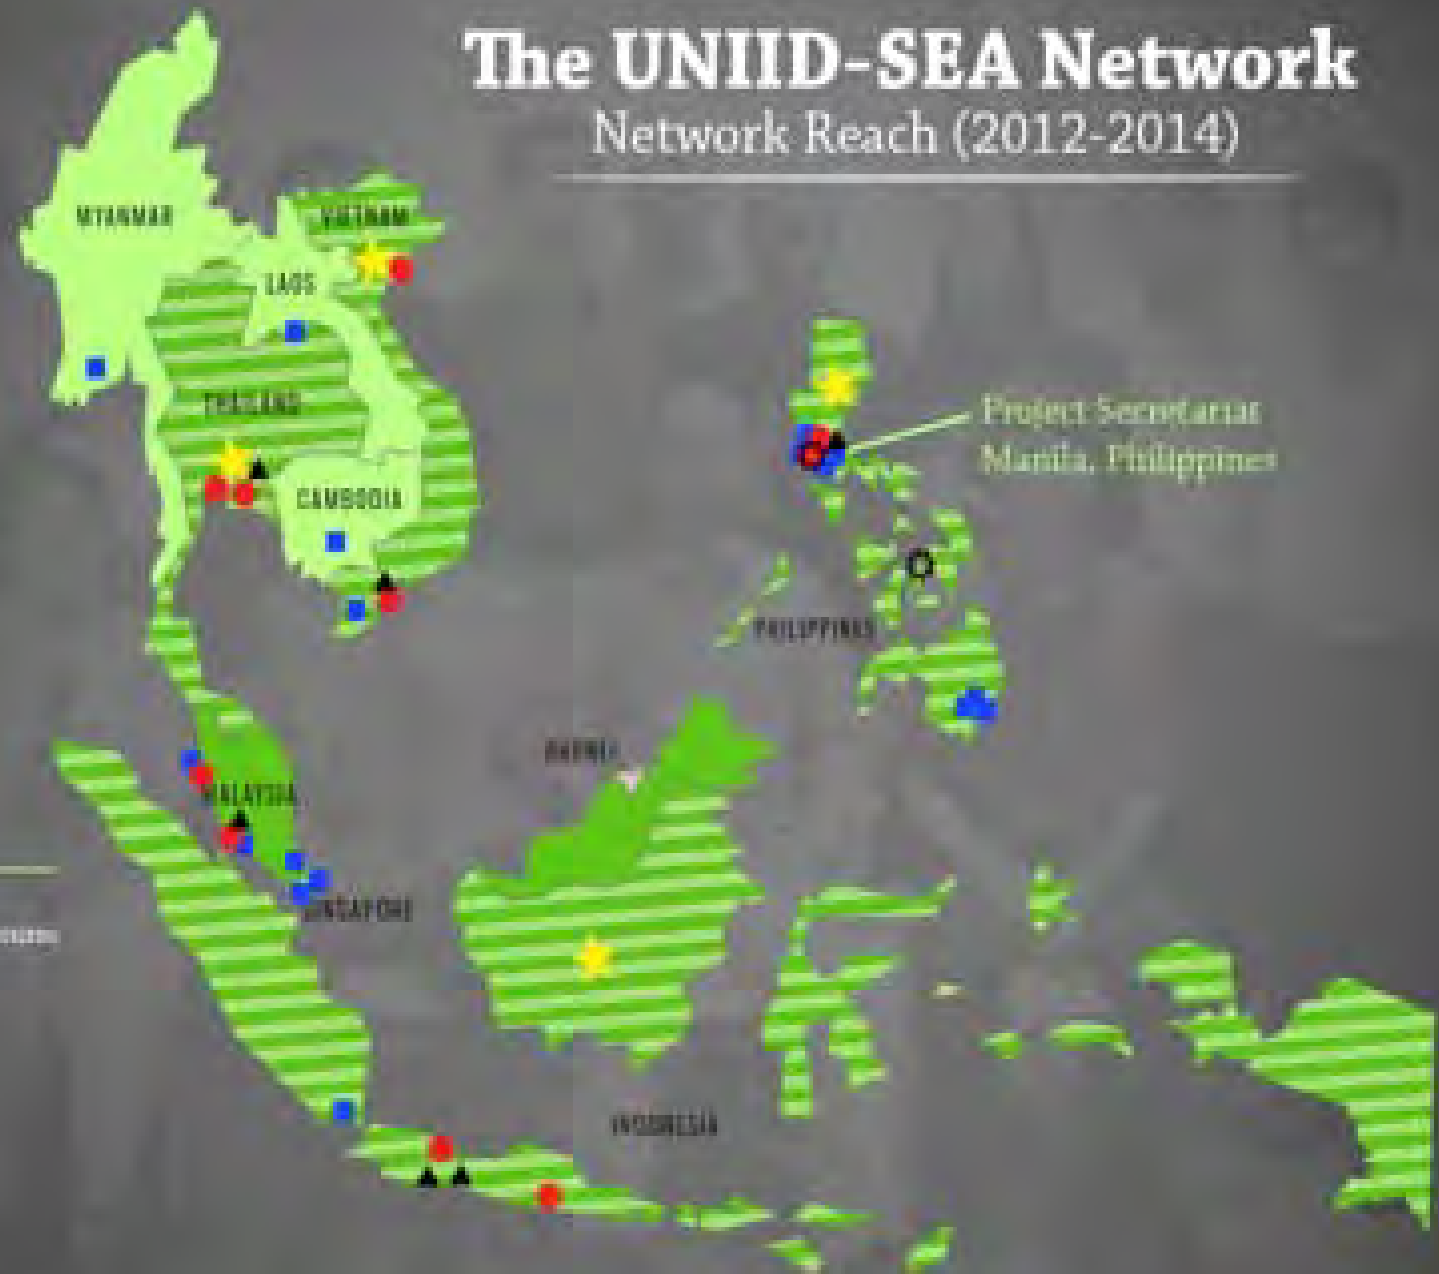 The UNIID-SEA Network
Network Reach (2012-2014)
MYANMAR
VIETNAM
LAOS
THAILAND
Project Secretariat
Manila, Philippines
CAMBODIA
PHILIPPINES
BRUNEI
MALAYSIA
SINGAPORE
INDONESIA